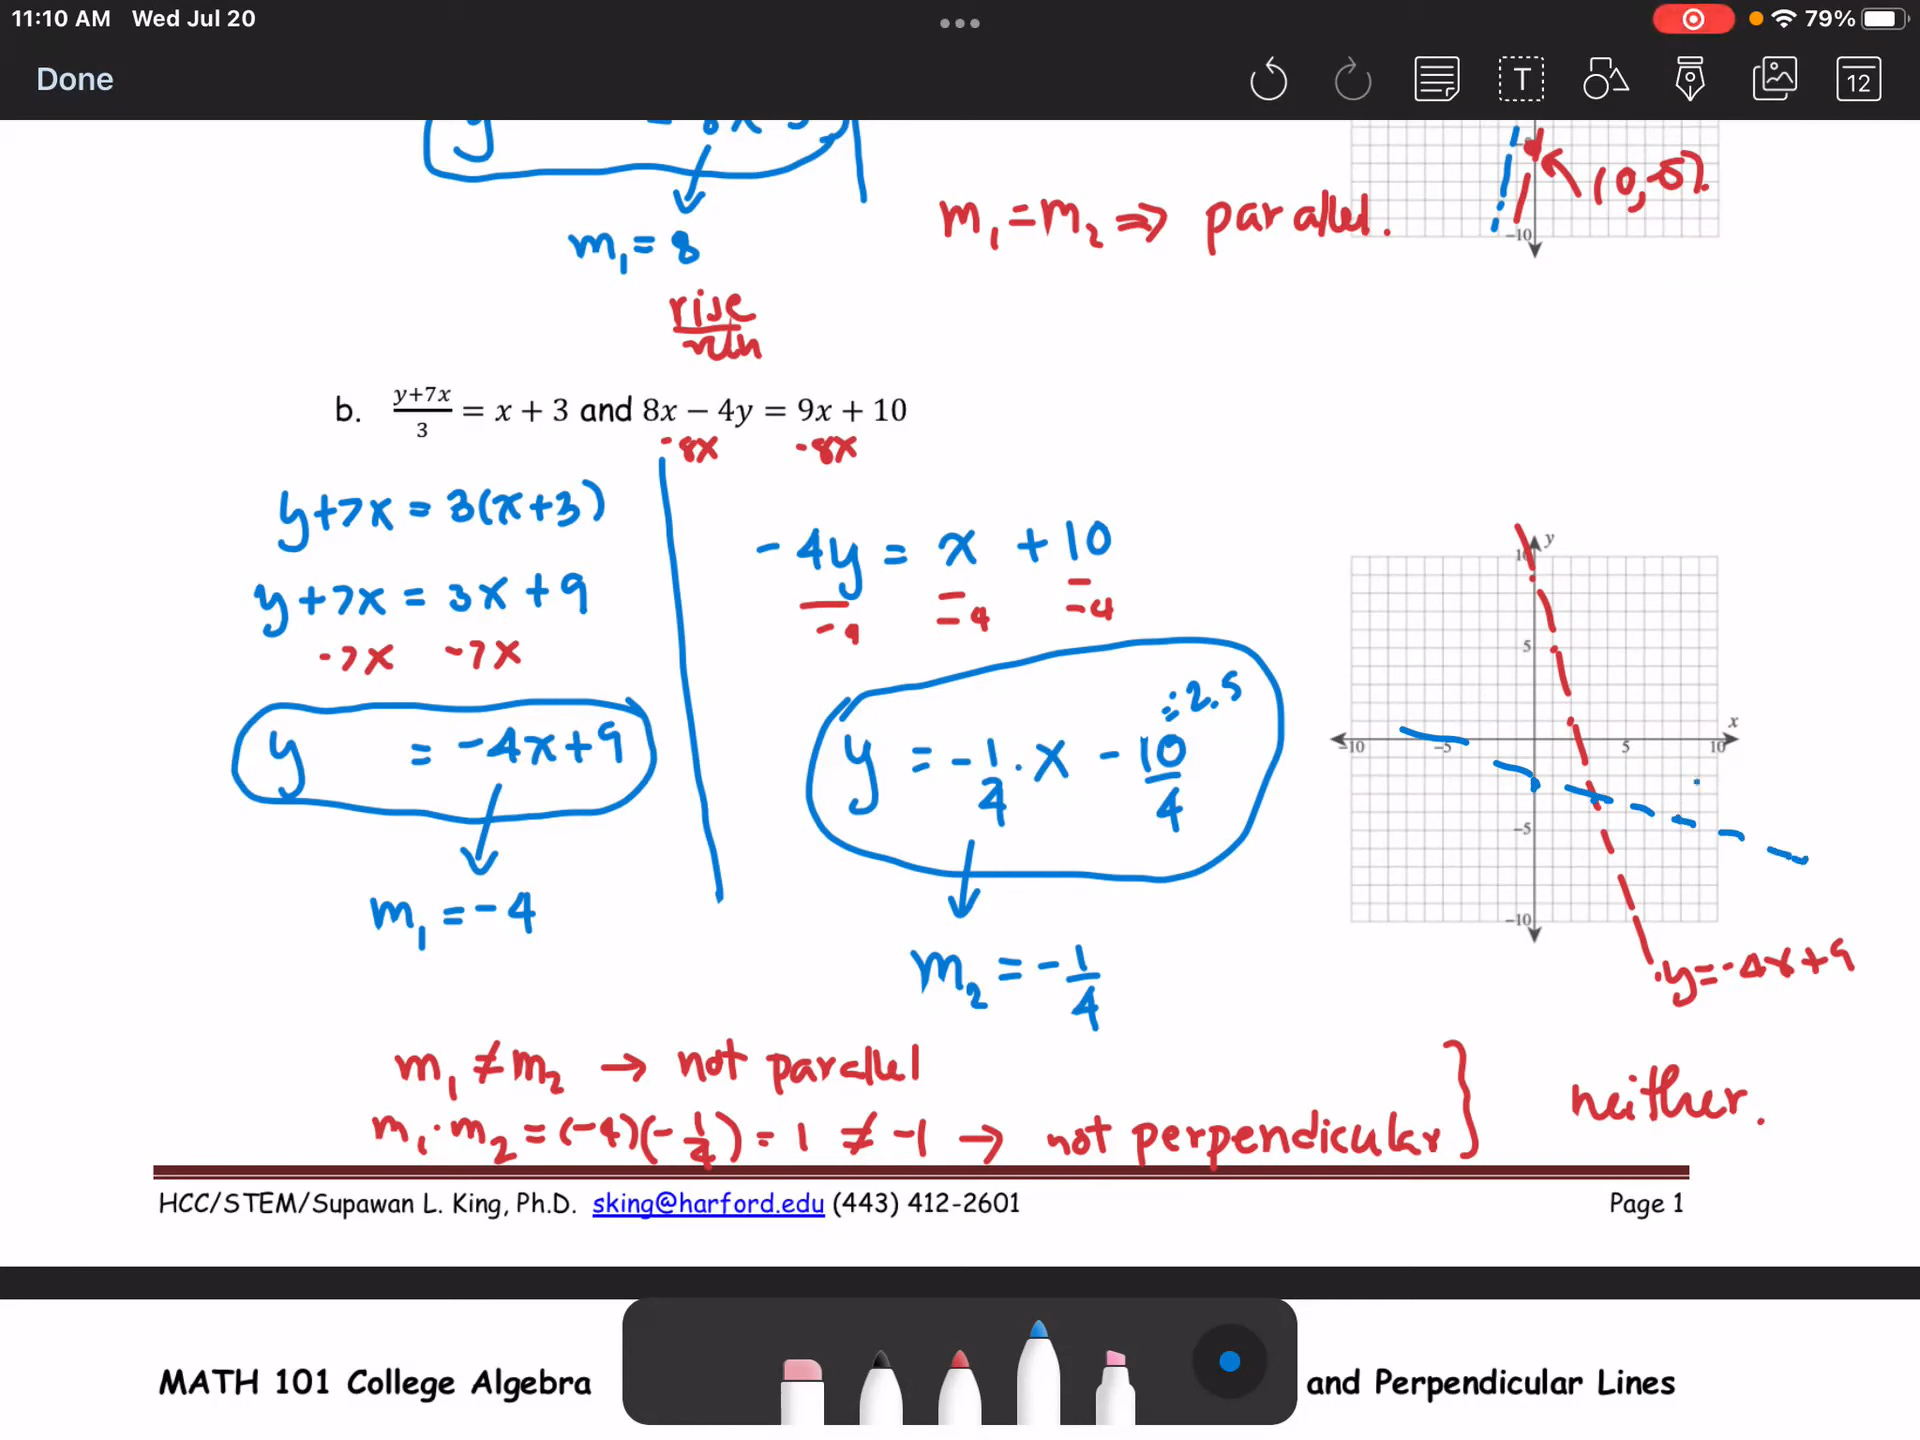 11:10 AM Wed Jul 20
79%
Done
T
12
m₁ = 8
(0,-5).
-10
m₁ = m₂ ⇒ parallel.
rise
run
b. (y+7x)/3 = x + 3 and 8x − 4y = 9x + 10
-8x -8x
y+7x = 3(x+3)
-4y = x + 10
-4 -4 -4
y+7x = 3x+9
-7x -7x
y = -4x+9
m₁ = -4
÷2.5
y = -1/4 · x - 10/4
m₂ = -1/4
y
10
5
x
-10 -5 5 10
-5
-10
y=-4x+9
m₁ ≠ m₂ → not parallel
m₁·m₂ = (-4)(-1/4) = 1 ≠ -1 → not perpendicular
neither.
HCC/STEM/Supawan L. King, Ph.D. sking@harford.edu (443) 412-2601 Page 1
MATH 101 College Algebra and Perpendicular Lines